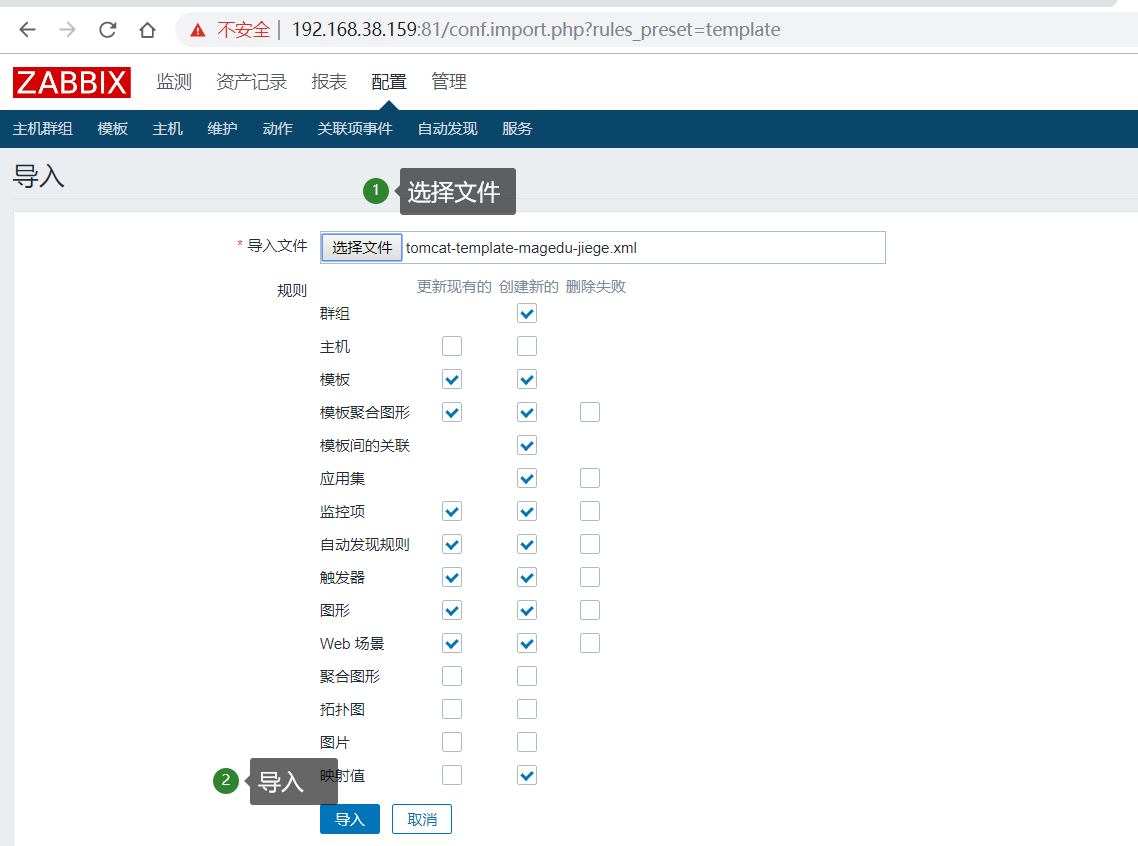 不安全 192.168.38.159:81/conf.import.php?rules_preset=template
ZABBIX 监测 资产记录 报表 配置 管理
主机群组 模板 主机 维护 动作 关联项事件 自动发现 服务
导入
1 选择文件
* 导入文件 选择文件 tomcat-template-magedu-jiege.xml
规则 更新现有的 创建新的 删除失败
群组
主机
模板
模板聚合图形
模板间的关联
应用集
监控项
自动发现规则
触发器
图形
Web 场景
聚合图形
拓扑图
图片
映射值
2 导入
导入 取消